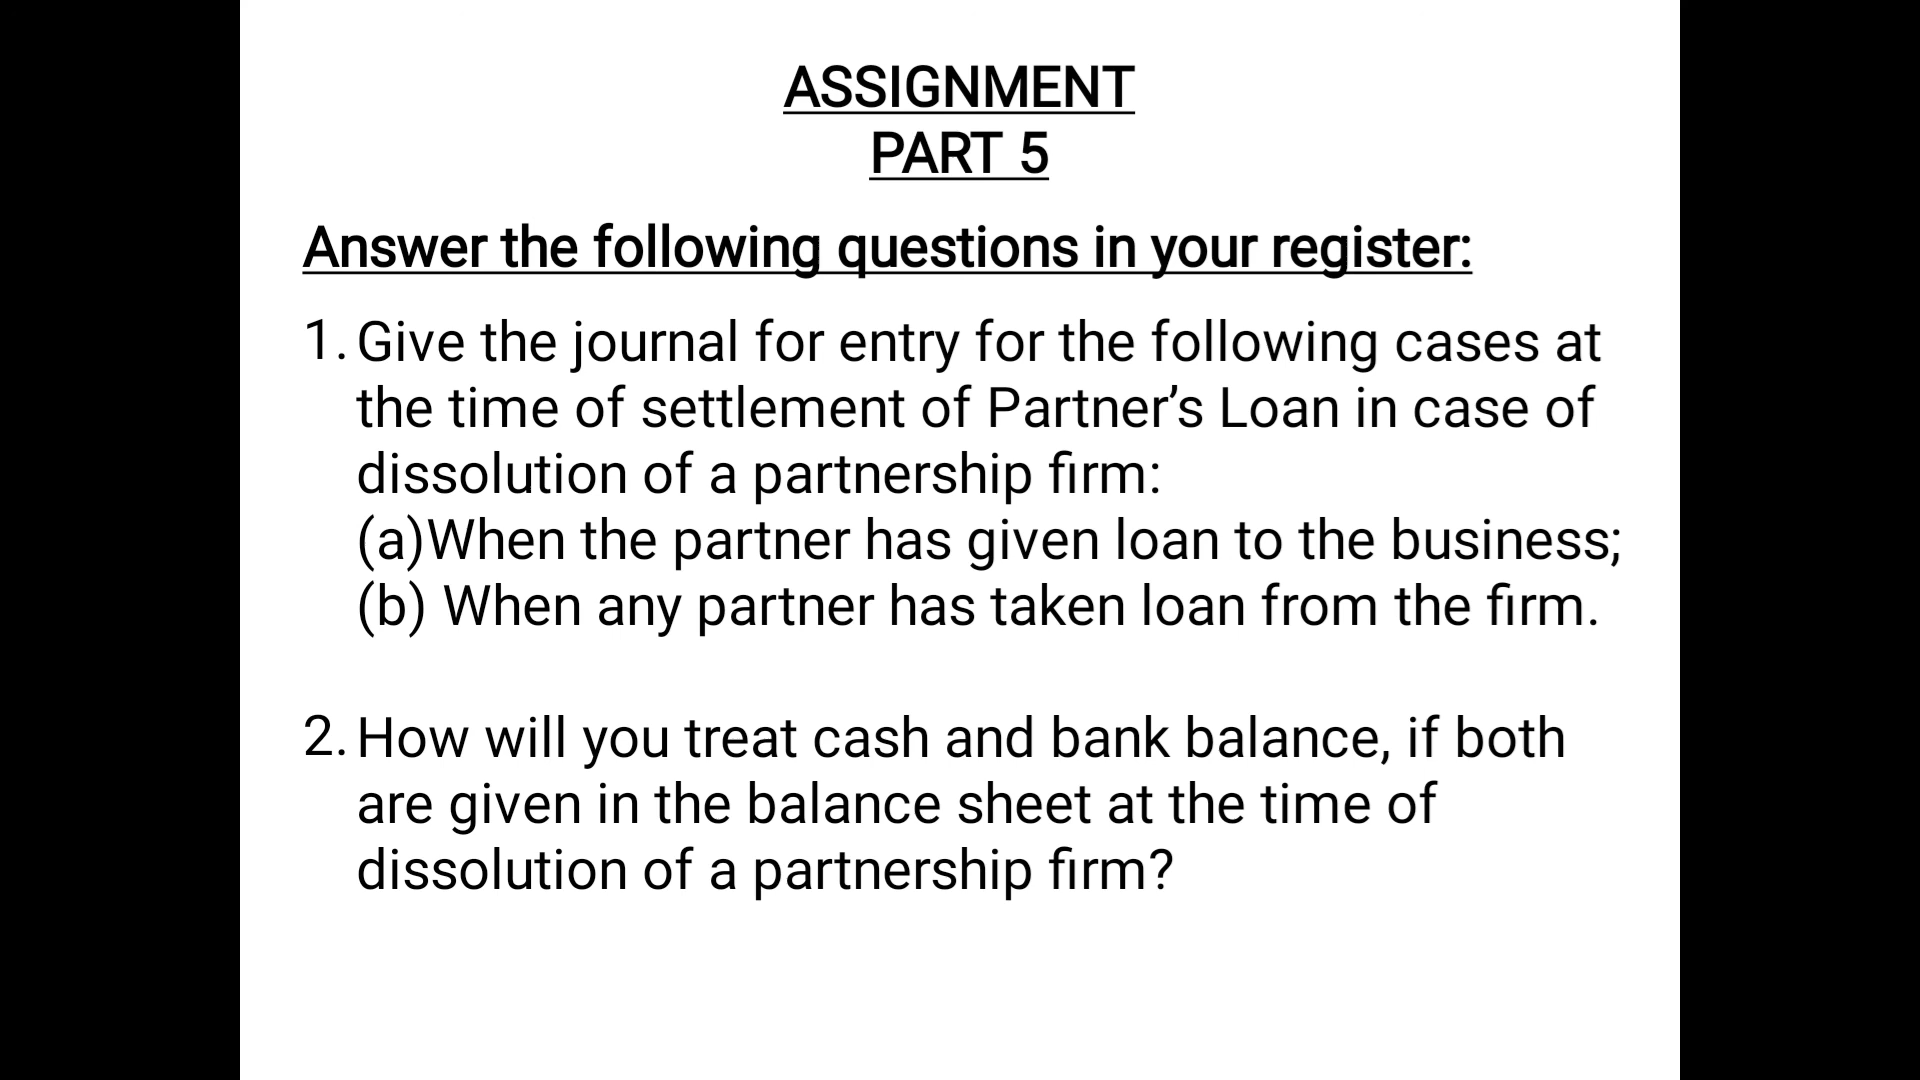 ASSIGNMENT
PART 5
Answer the following questions in your register:
1. Give the journal for entry for the following cases at
the time of settlement of Partner’s Loan in case of
dissolution of a partnership firm:
(a)When the partner has given loan to the business;
(b) When any partner has taken loan from the firm.
2. How will you treat cash and bank balance, if both
are given in the balance sheet at the time of
dissolution of a partnership firm?